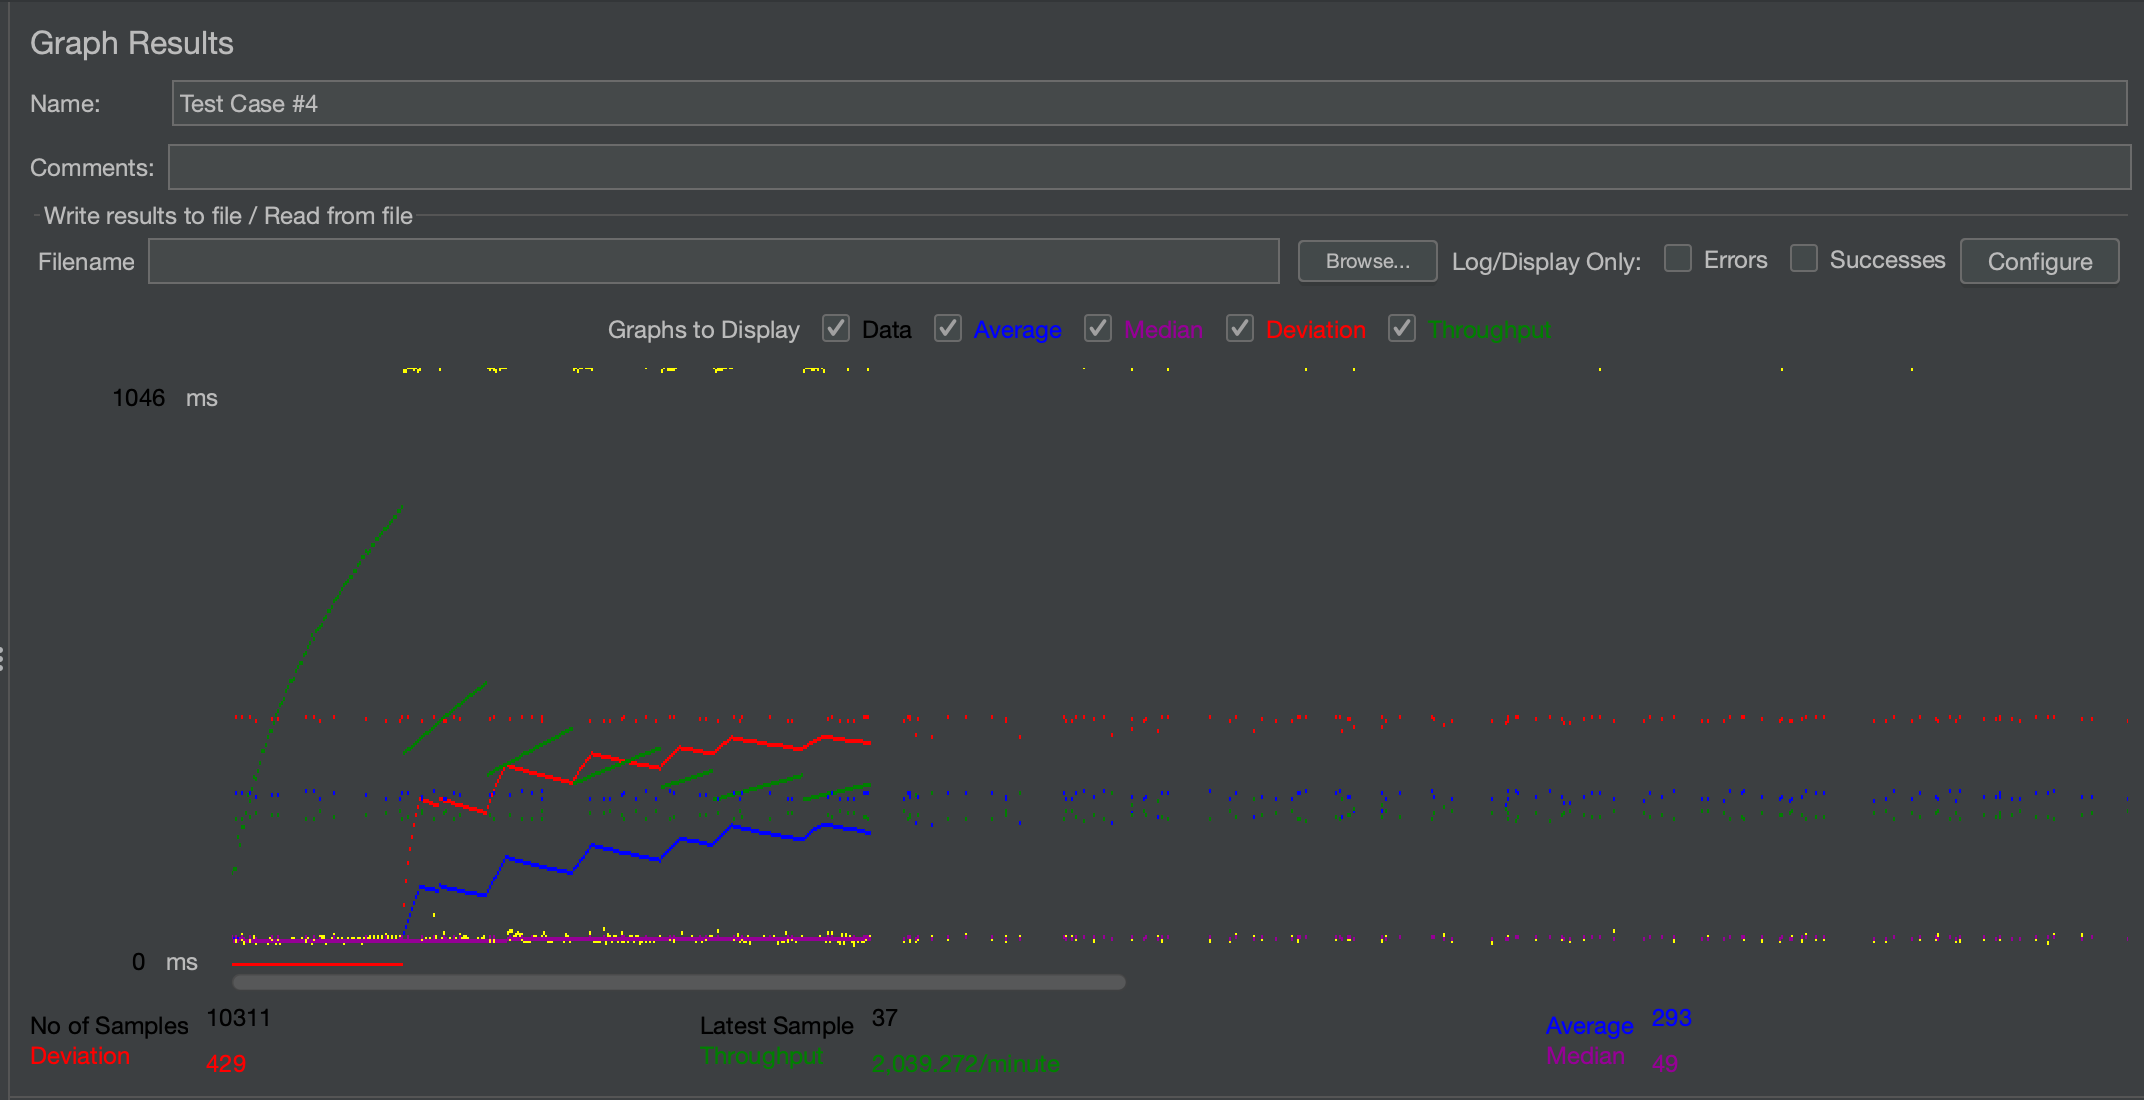 Graph Results
Name: Test Case #4
Comments:
Write results to file / Read from file
Filename Browse... Log/Display Only: Errors Successes Configure
Graphs to Display Data Average Median Deviation Throughput
1046 ms
0 ms
No of Samples 10311 Latest Sample 37 Average 293
Deviation 429 Throughput 2,039.272/minute Median 49